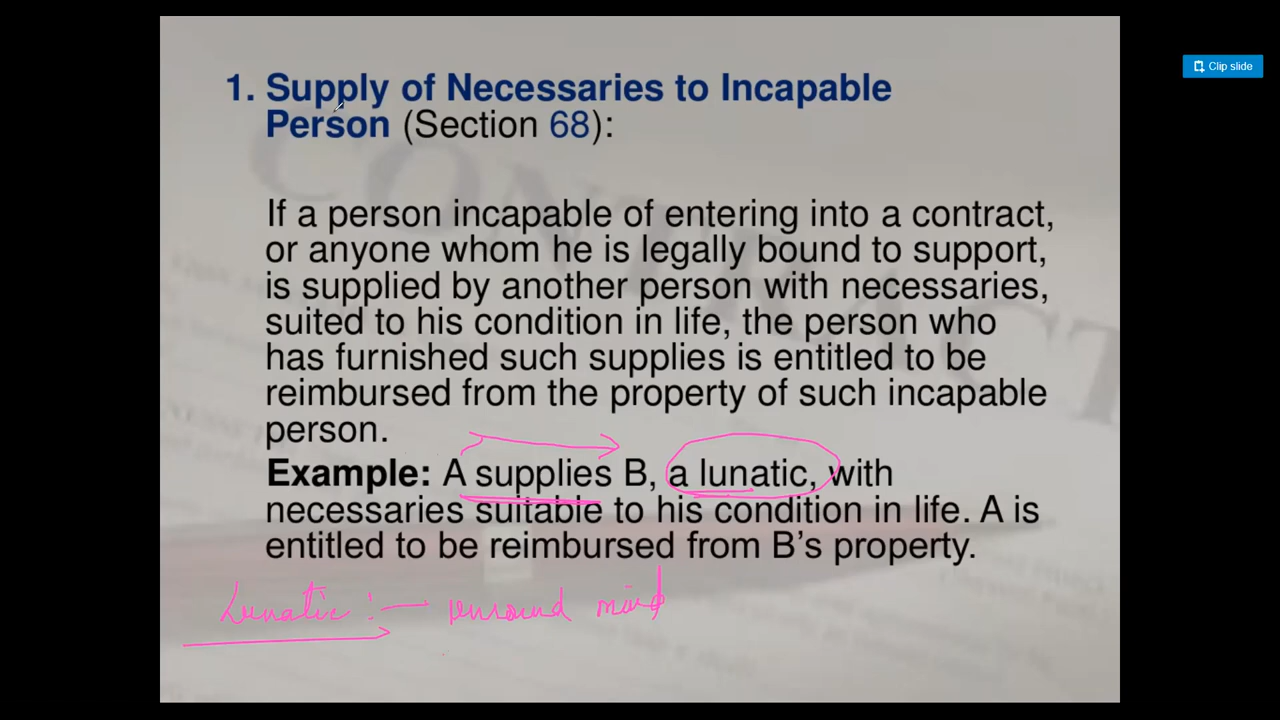 Clip slide
1. Supply of Necessaries to Incapable
Person (Section 68):
If a person incapable of entering into a contract,
or anyone whom he is legally bound to support,
is supplied by another person with necessaries,
suited to his condition in life, the person who
has furnished such supplies is entitled to be
reimbursed from the property of such incapable
person.
Example: A supplies B, a lunatic, with
necessaries suitable to his condition in life. A is
entitled to be reimbursed from B’s property.
Lunatic :— unsound mind
CONTRACT